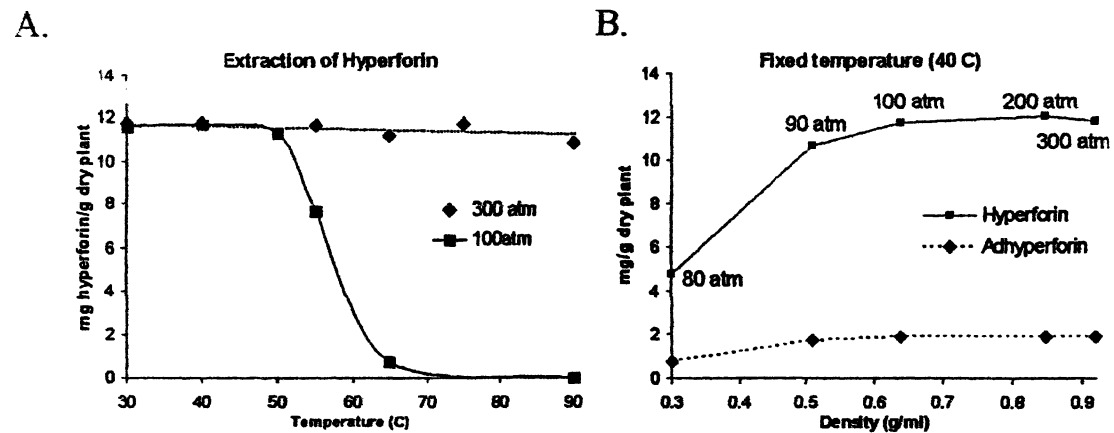 A.
Extraction of Hyperforin
mg hyperforin/g dry plant
14
12
10
8
6
4
2
0
30 40 50 60 70 80 90
Temperature (C)
300 atm
100atm
B.
Fixed temperature (40 C)
mg/g dry plant
14
12
10
8
6
4
2
0
0.3 0.4 0.5 0.6 0.7 0.8 0.9
Density (g/ml)
80 atm
90 atm
100 atm
200 atm
300 atm
Hyperforin
Adhyperforin